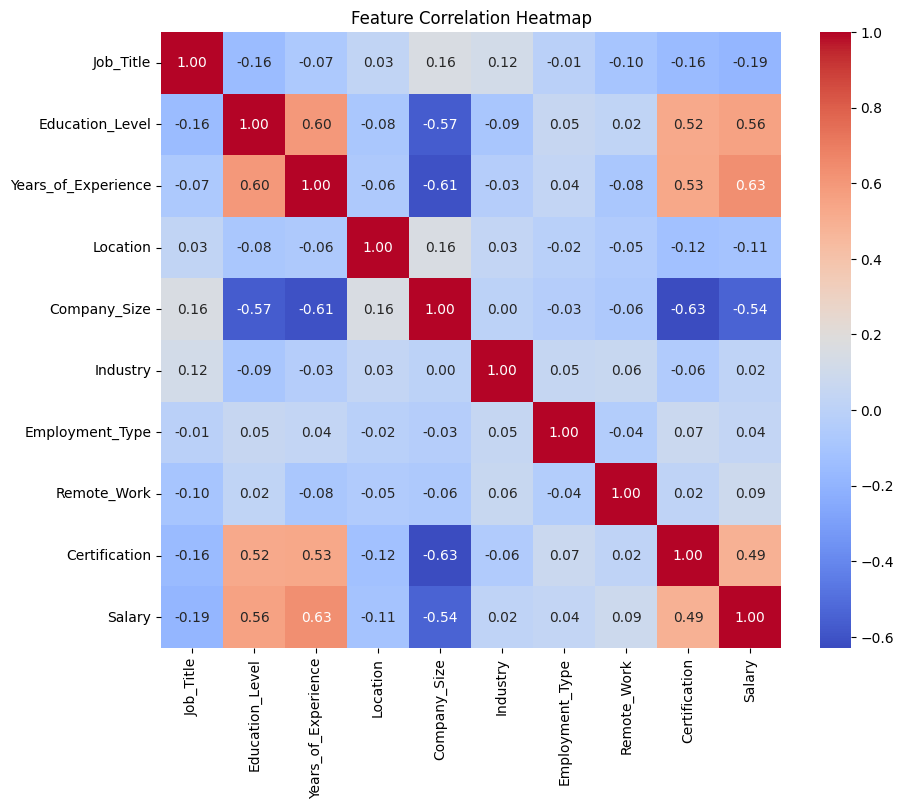 Feature Correlation Heatmap
Job_Title 1.00 -0.16 -0.07 0.03 0.16 0.12 -0.01 -0.10 -0.16 -0.19
Education_Level -0.16 1.00 0.60 -0.08 -0.57 -0.09 0.05 0.02 0.52 0.56
Years_of_Experience -0.07 0.60 1.00 -0.06 -0.61 -0.03 0.04 -0.08 0.53 0.63
Location 0.03 -0.08 -0.06 1.00 0.16 0.03 -0.02 -0.05 -0.12 -0.11
Company_Size 0.16 -0.57 -0.61 0.16 1.00 0.00 -0.03 -0.06 -0.63 -0.54
Industry 0.12 -0.09 -0.03 0.03 0.00 1.00 0.05 0.06 -0.06 0.02
Employment_Type -0.01 0.05 0.04 -0.02 -0.03 0.05 1.00 -0.04 0.07 0.04
Remote_Work -0.10 0.02 -0.08 -0.05 -0.06 0.06 -0.04 1.00 0.02 0.09
Certification -0.16 0.52 0.53 -0.12 -0.63 -0.06 0.07 0.02 1.00 0.49
Salary -0.19 0.56 0.63 -0.11 -0.54 0.02 0.04 0.09 0.49 1.00
Job_Title
Education_Level
Years_of_Experience
Location
Company_Size
Industry
Employment_Type
Remote_Work
Certification
Salary
1.0
0.8
0.6
0.4
0.2
0.0
−0.2
−0.4
−0.6